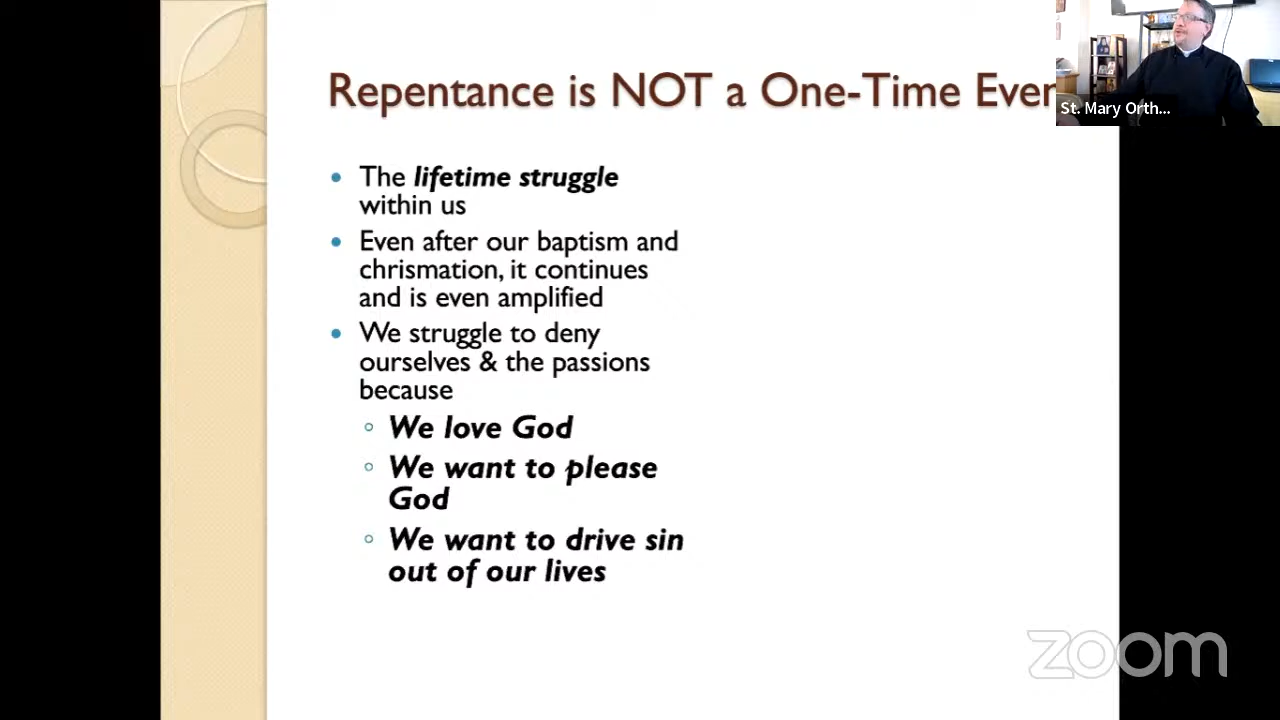 Repentance is NOT a One-Time Even
St. Mary Orth...
The lifetime struggle
within us
Even after our baptism and
chrismation, it continues
and is even amplified
We struggle to deny
ourselves & the passions
because
We love God
We want to please
God
We want to drive sin
out of our lives
zoom